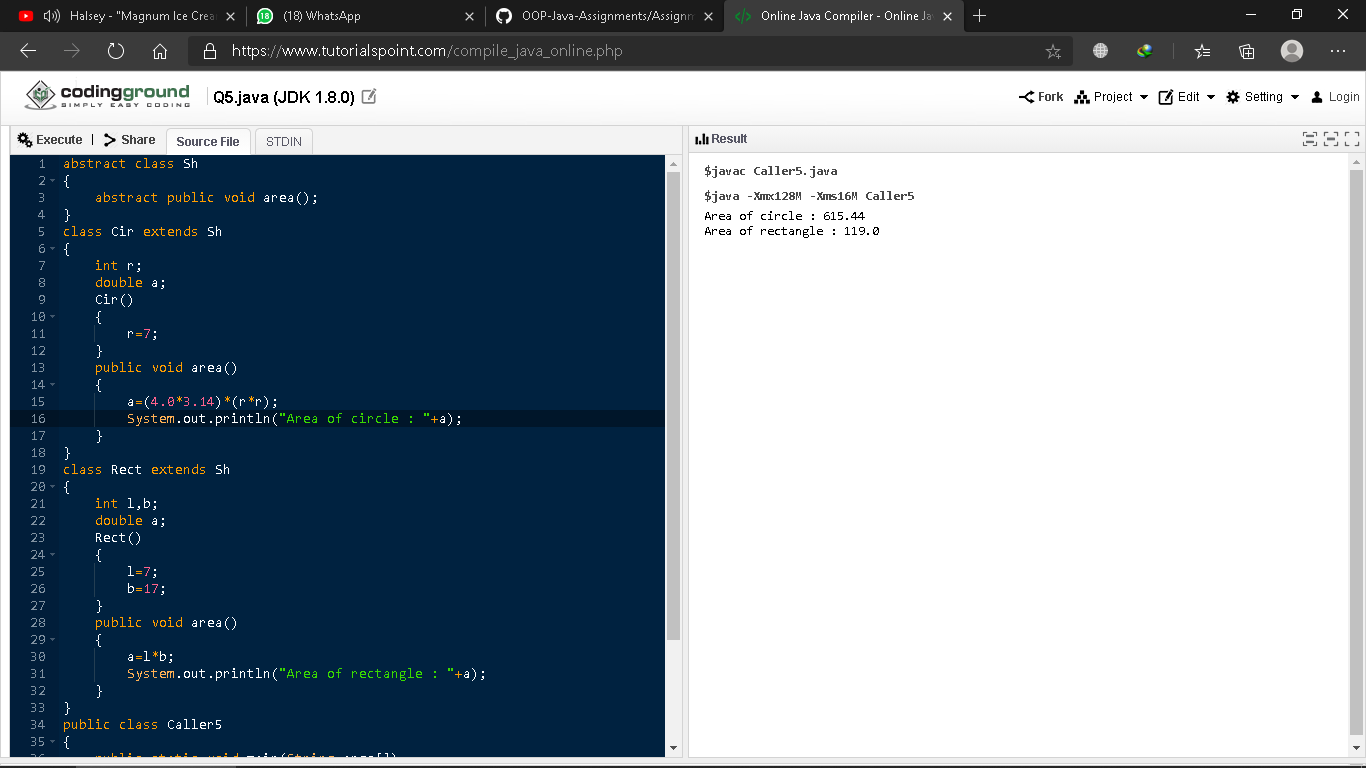 Halsey - "Magnum Ice Crea
(18) WhatsApp
OOP-Java-Assignments/Assignm
Online Java Compiler - Online Ja
https://www.tutorialspoint.com/compile_java_online.php
codingground
SIMPLY EASY CODING
Q5.java (JDK 1.8.0)
Fork
Project
Edit
Setting
Login
Execute | Share
Source File
STDIN
1 abstract class Sh
2 {
3     abstract public void area();
4 }
5 class Cir extends Sh
6 {
7     int r;
8     double a;
9     Cir()
10     {
11         r=7;
12     }
13     public void area()
14     {
15         a=(4.0*3.14)*(r*r);
16         System.out.println("Area of circle : "+a);
17     }
18 }
19 class Rect extends Sh
20 {
21     int l,b;
22     double a;
23     Rect()
24     {
25         l=7;
26         b=17;
27     }
28     public void area()
29     {
30         a=l*b;
31         System.out.println("Area of rectangle : "+a);
32     }
33 }
34 public class Caller5
35 {
Result
$javac Caller5.java
$java -Xmx128M -Xms16M Caller5
Area of circle : 615.44
Area of rectangle : 119.0